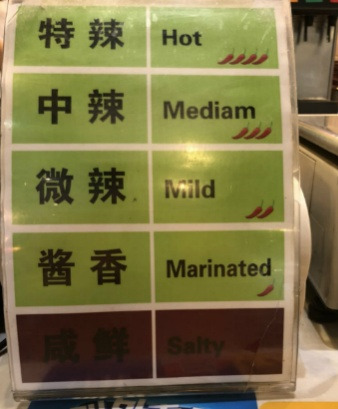 特辣 Hot
中辣 Mediam
微辣 Mild
酱香 Marinated
咸鲜 Salty